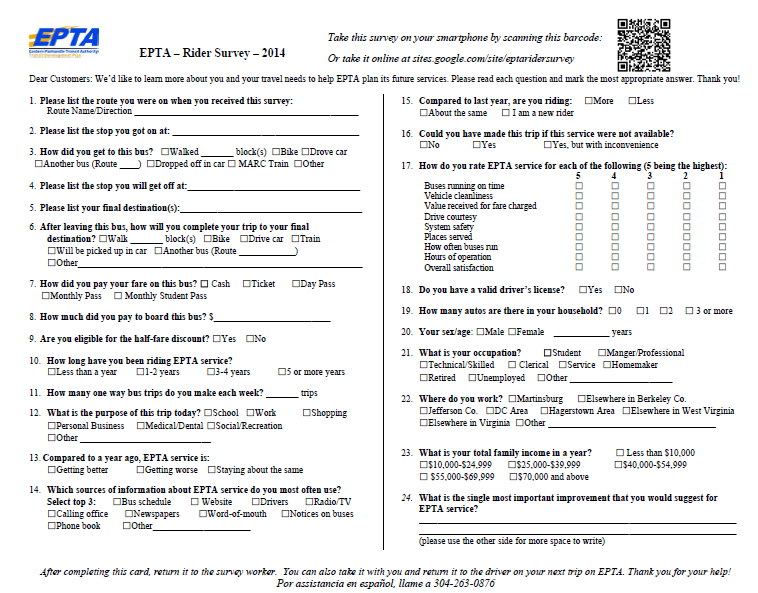 EPTA
Eastern Panhandle Transit Authority
Transit Development Plan
EPTA – Rider Survey – 2014
Take this survey on your smartphone by scanning this barcode:
Or take it online at sites.google.com/site/eptaridersurvey
Dear Customers: We'd like to learn more about you and your travel needs to help EPTA plan its future services. Please read each question and mark the most appropriate answer. Thank you!
1. Please list the route you were on when you received this survey:
Route Name/Direction ____________________
2. Please list the stop you got on at: ____________________
3. How did you get to this bus? ☐Walked _______ block(s) ☐Bike ☐Drove car
☐Another bus (Route ____) ☐Dropped off in car ☐ MARC Train ☐Other
4. Please list the stop you will get off at:____________________
5. Please list your final destination(s):____________________
6. After leaving this bus, how will you complete your trip to your final
destination? ☐Walk _______ block(s) ☐Bike ☐Drive car ☐Train
☐Will be picked up in car ☐Another bus (Route ____________)
☐Other____________________
7. How did you pay your fare on this bus? ☐ Cash ☐Ticket ☐Day Pass
☐Monthly Pass ☐ Monthly Student Pass
8. How much did you pay to board this bus? $____________________
9. Are you eligible for the half-fare discount? ☐Yes ☐No
10. How long have you been riding EPTA service?
☐Less than a year ☐1-2 years ☐3-4 years ☐5 or more years
11. How many one way bus trips do you make each week? _______ trips
12. What is the purpose of this trip today? ☐School ☐Work ☐Shopping
☐Personal Business ☐Medical/Dental ☐Social/Recreation
☐Other ____________________
13. Compared to a year ago, EPTA service is:
☐Getting better ☐Getting worse ☐Staying about the same
14. Which sources of information about EPTA service do you most often use?
Select top 3: ☐Bus schedule ☐ Website ☐Drivers ☐Radio/TV
☐Calling office ☐Newspapers ☐Word-of-mouth ☐Notices on buses
☐Phone book ☐Other____________________
15. Compared to last year, are you riding: ☐More ☐Less
☐About the same ☐ I am a new rider
16. Could you have made this trip if this service were not available?
☐No ☐Yes ☐Yes, but with inconvenience
17. How do you rate EPTA service for each of the following (5 being the highest):
5 4 3 2 1
Buses running on time ☐ ☐ ☐ ☐ ☐
Vehicle cleanliness ☐ ☐ ☐ ☐ ☐
Value received for fare charged ☐ ☐ ☐ ☐ ☐
Drive courtesy ☐ ☐ ☐ ☐ ☐
System safety ☐ ☐ ☐ ☐ ☐
Places served ☐ ☐ ☐ ☐ ☐
How often buses run ☐ ☐ ☐ ☐ ☐
Hours of operation ☐ ☐ ☐ ☐ ☐
Overall satisfaction ☐ ☐ ☐ ☐ ☐
18. Do you have a valid driver's license? ☐Yes ☐No
19. How many autos are there in your household? ☐0 ☐1 ☐2 ☐ 3 or more
20. Your sex/age: ☐Male ☐Female ____________ years
21. What is your occupation? ☐Student ☐Manger/Professional
☐Technical/Skilled ☐ Clerical ☐Service ☐Homemaker
☐Retired ☐Unemployed ☐Other ____________________
22. Where do you work? ☐Martinsburg ☐Elsewhere in Berkeley Co.
☐Jefferson Co. ☐DC Area ☐Hagerstown Area ☐Elsewhere in West Virginia
☐Elsewhere in Virginia ☐Other ____________________
23. What is your total family income in a year? ☐ Less than $10,000
☐$10,000-$24,999 ☐$25,000-$39,999 ☐$40,000-$54,999
☐ $55,000-$69,999 ☐$70,000 and above
24. What is the single most important improvement that you would suggest for
EPTA service?
____________________
____________________
(please use the other side for more space to write)
After completing this card, return it to the survey worker. You can also take it with you and return it to the driver on your next trip on EPTA. Thank you for your help!
Por assistancia en español, llame a 304-263-0876